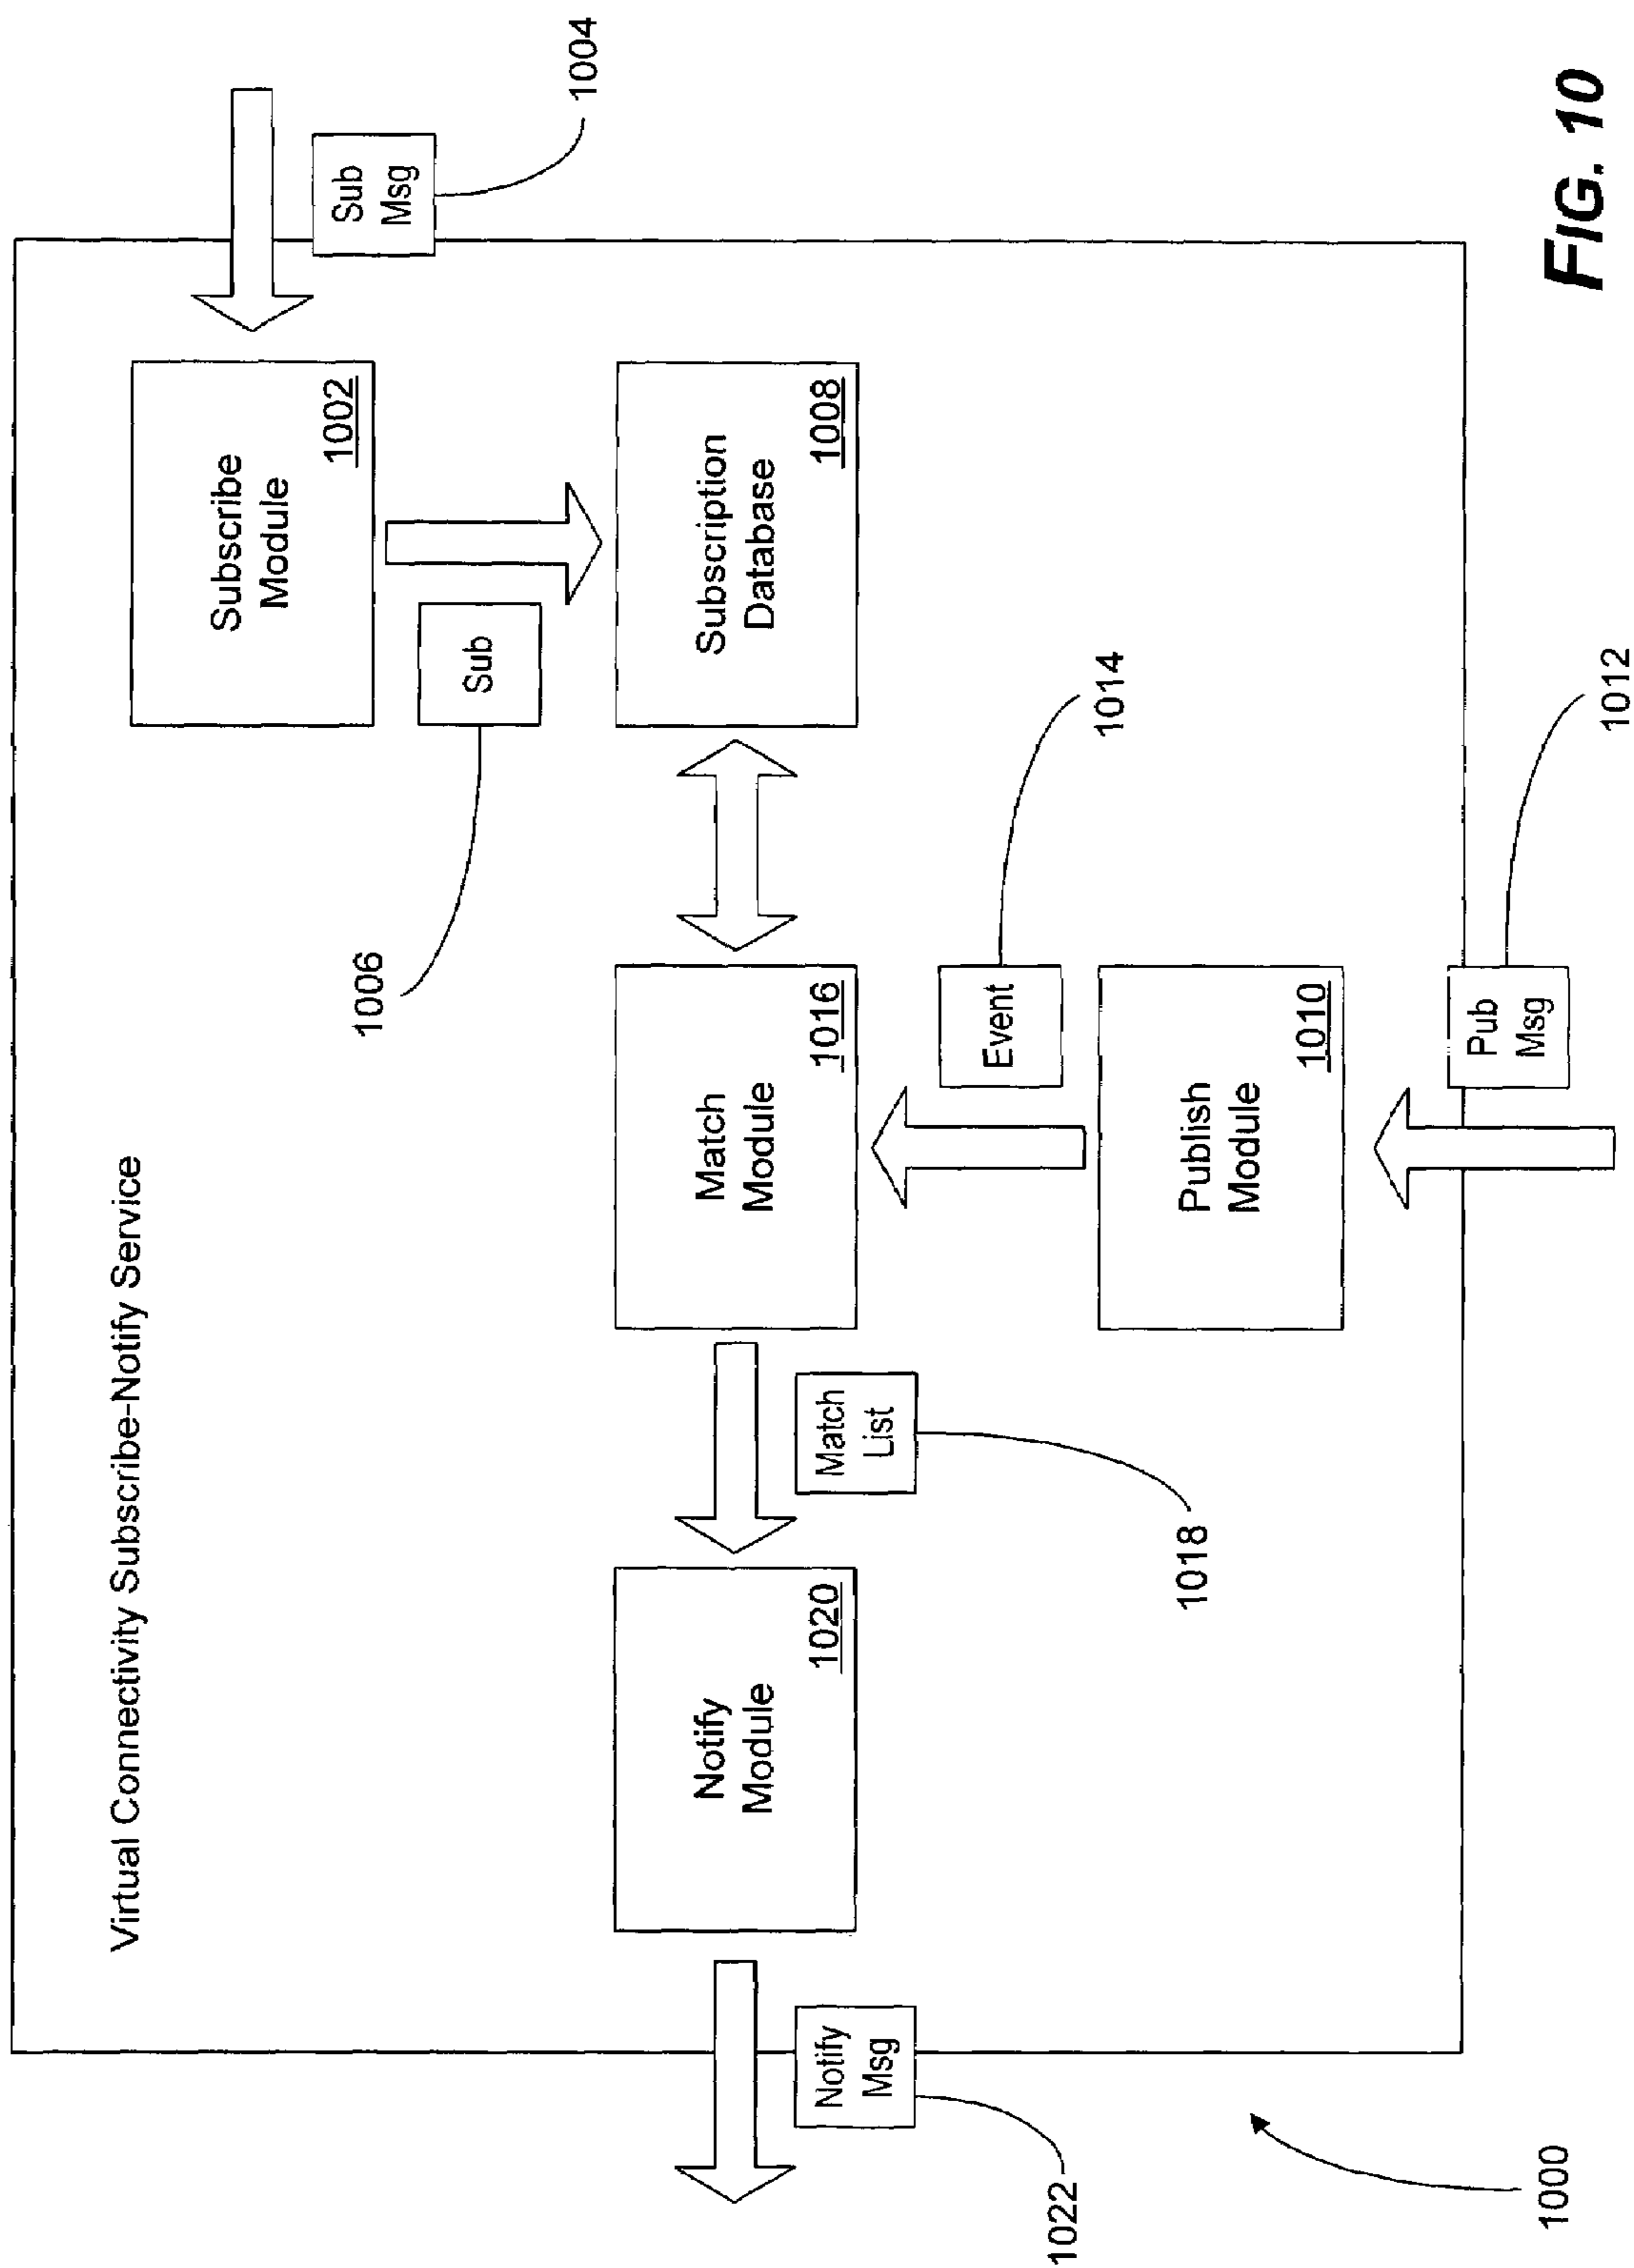 Virtual Connectivity Subscribe-Notify Service
Subscribe
Module
1002
Sub
Msg
1004
Sub
1006
Subscription
Database
1008
Match
Module
1016
Event
1014
Publish
Module
1010
Pub
Msg
1012
Match
List
1018
Notify
Module
1020
Notify
Msg
1022
1000
FIG. 10